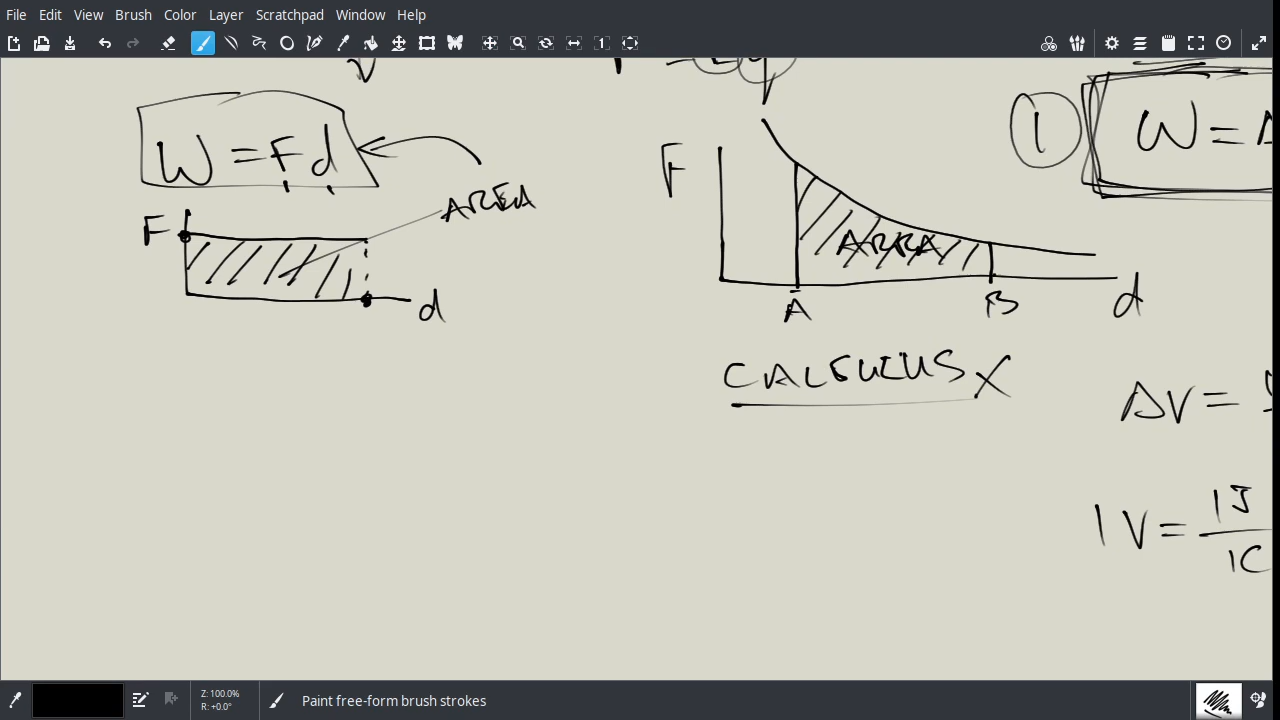 File Edit View Brush Color Layer Scratchpad Window Help
W = Fd
AREA
F
d
F
AREA
A
B
d
CALCULUS X
1
W =
ΔV =
1V = 1J
1C
Z: 100.0%
R: +0.0°
Paint free-form brush strokes